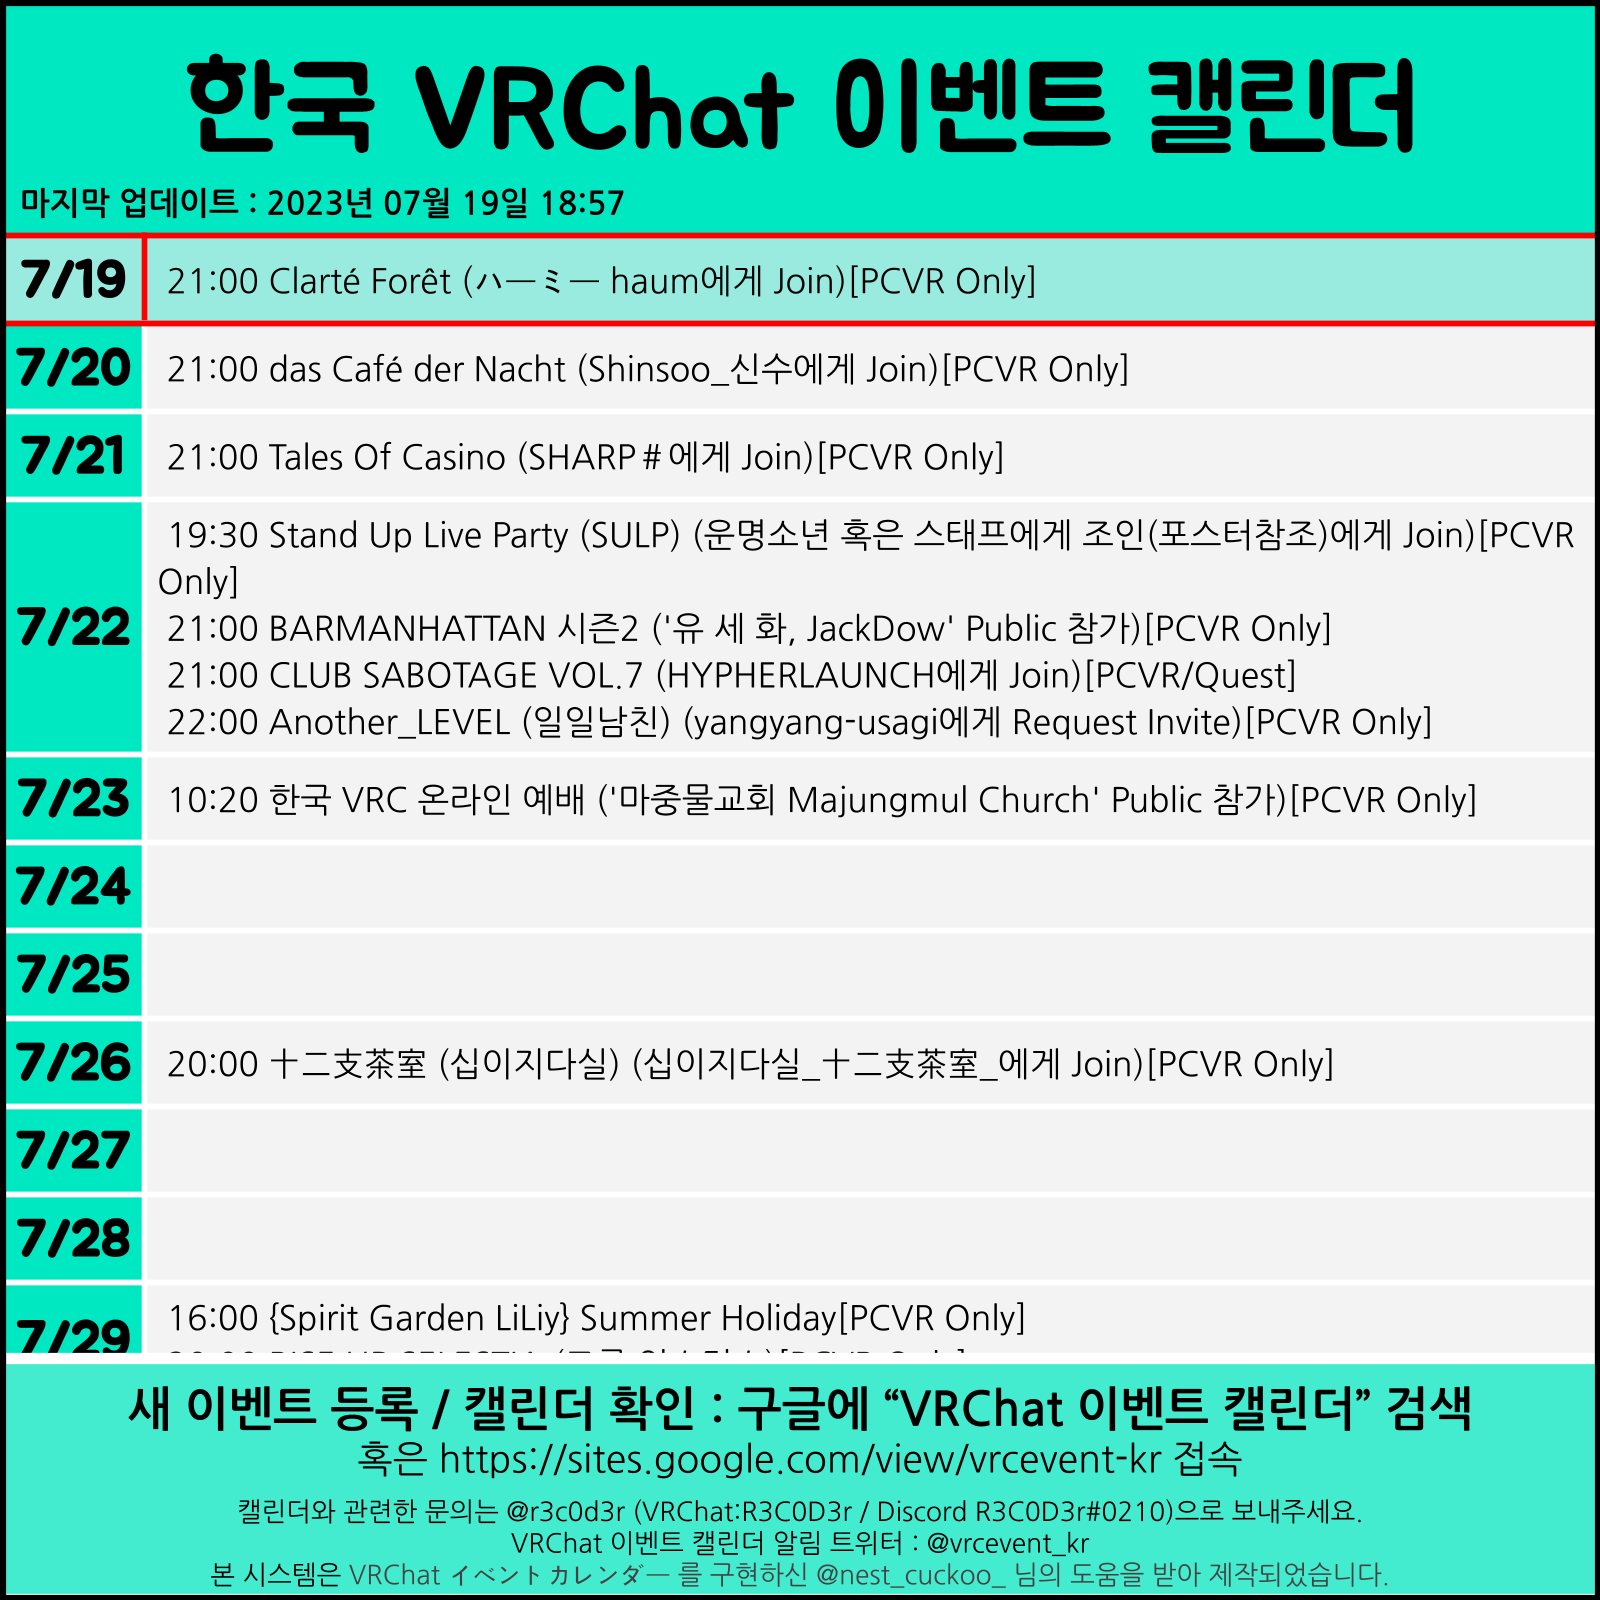 한국 VRChat 이벤트 캘린더
마지막 업데이트 : 2023년 07월 19일 18:57
7/19
21:00 Clarté Forêt (ハーミー haum에게 Join)[PCVR Only]
7/20
21:00 das Café der Nacht (Shinsoo_신수에게 Join)[PCVR Only]
7/21
21:00 Tales Of Casino (SHARP＃에게 Join)[PCVR Only]
7/22
19:30 Stand Up Live Party (SULP) (운명소년 혹은 스태프에게 조인(포스터참조)에게 Join)[PCVR
Only]
21:00 BARMANHATTAN 시즌2 ('유 세 화, JackDow' Public 참가)[PCVR Only]
21:00 CLUB SABOTAGE VOL.7 (HYPHERLAUNCH에게 Join)[PCVR/Quest]
22:00 Another_LEVEL (일일남친) (yangyang-usagi에게 Request Invite)[PCVR Only]
7/23
10:20 한국 VRC 온라인 예배 ('마중물교회 Majungmul Church' Public 참가)[PCVR Only]
7/24
7/25
7/26
20:00 十二支茶室 (십이지다실) (십이지다실_十二支茶室_에게 Join)[PCVR Only]
7/27
7/28
7/29
16:00 {Spirit Garden LiLiy} Summer Holiday[PCVR Only]
새 이벤트 등록 / 캘린더 확인 : 구글에 “VRChat 이벤트 캘린더” 검색
혹은 https://sites.google.com/view/vrcevent-kr 접속
캘린더와 관련한 문의는 @r3c0d3r (VRChat:R3C0D3r / Discord R3C0D3r#0210)으로 보내주세요.
VRChat 이벤트 캘린더 알림 트위터 : @vrcevent_kr
본 시스템은 VRChat イベントカレンダー 를 구현하신 @nest_cuckoo_ 님의 도움을 받아 제작되었습니다.